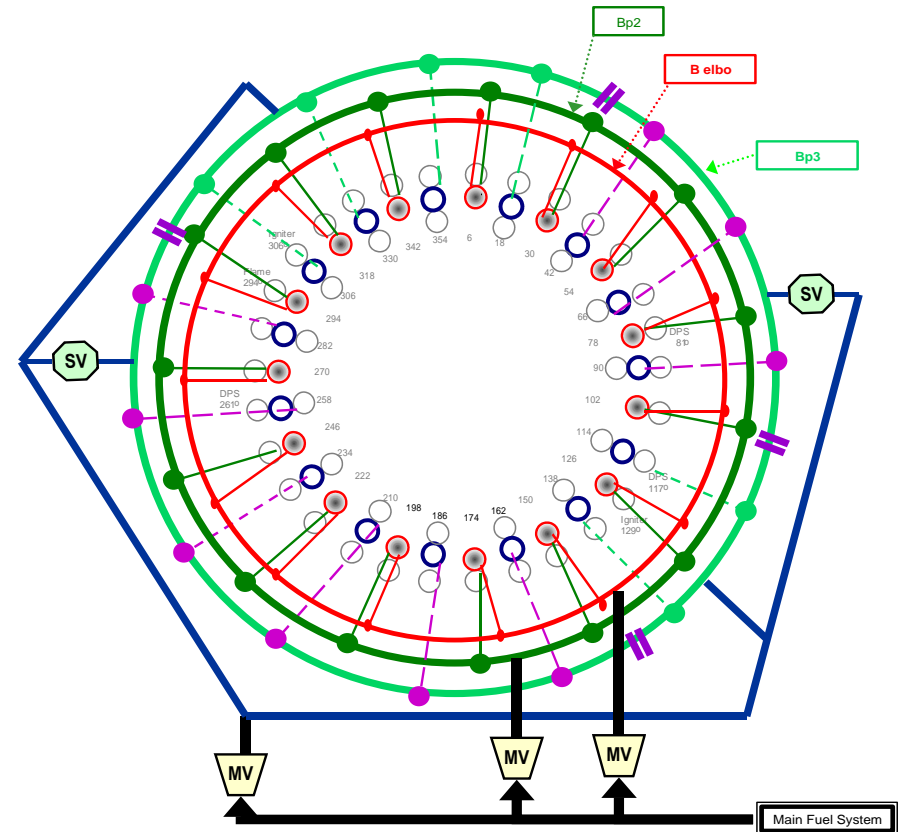 Bp2
B elbo
Bp3
354
6
18
342
330
30
42
Igniter
306º
318
54
Flame
294º
306
66
294
78
DPS
81º
282
90
SV
SV
270
DPS
261º
258
102
246
114
234
126
222
DPS
117º
138
210
150
198
186
174
162
Igniter
129º
MV
MV
MV
Main Fuel System